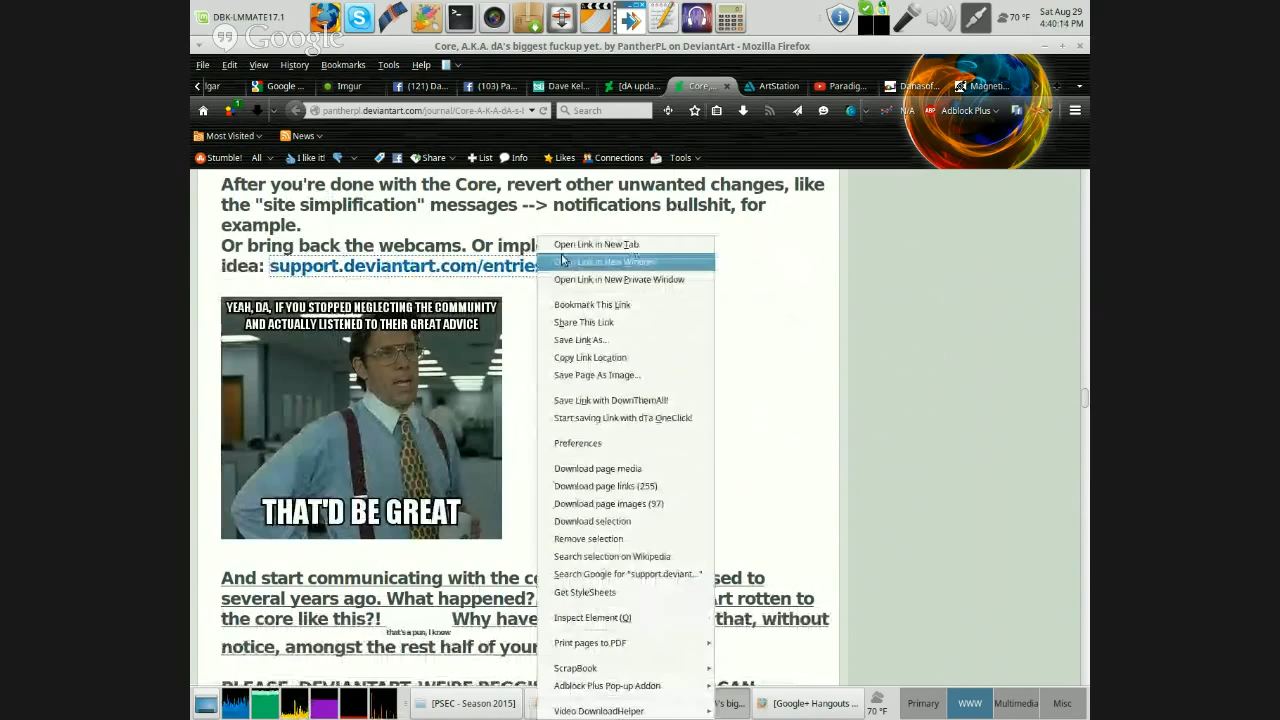 DBK-LMMATE17.1
70 °F
Sat Aug 29
4:40:14 PM
Google
Core, A.K.A. dA's biggest fuckup yet. by PantherPL on DeviantArt - Mozilla Firefox
File Edit View History Bookmarks Tools Help
lgar
Google ...
Imgur
(121) Da...
(103) Pa...
Dave Kel...
[dA upda...
Core,...
ArtStation
Paradig...
Danasof...
Magneti...
pantherpl.deviantart.com/journal/Core-A-K-A-dA-s-
Search
N/A
Adblock Plus
Most Visited
News
Stumble! All I like it! Share List Info Likes Connections Tools
After you're done with the Core, revert other unwanted changes, like
the "site simplification" messages --> notifications bullshit, for
example.
Or bring back the webcams. Or impl
idea: support.deviantart.com/entries
YEAH, DA, IF YOU STOPPED NEGLECTING THE COMMUNITY
AND ACTUALLY LISTENED TO THEIR GREAT ADVICE
THAT'D BE GREAT
Open Link in New Tab
Open Link in New Window
Open Link in New Private Window
Bookmark This Link
Share This Link
Save Link As...
Copy Link Location
Save Page As Image...
Save Link with DownThemAll!
Start saving Link with dTa OneClick!
Preferences
Download page media
Download page links (255)
Download page images (97)
Download selection
Remove selection
Search selection on Wikipedia
Search Google for "support.deviant..."
Get StyleSheets
Inspect Element (Q)
Print pages to PDF
ScrapBook
Adblock Plus Pop-up Addon
Video DownloadHelper
And start communicating with the co sed to
several years ago. What happened? Art rotten to
the core like this?! that's a pun, I know Why have that, without
notice, amongst the rest half of your
PLEASE, DEVIANTART, WE'RE BEGG CAN
[PSEC - Season 2015]
's big...
[Google+ Hangouts ...
70 °F
Primary
WWW
Multimedia
Misc